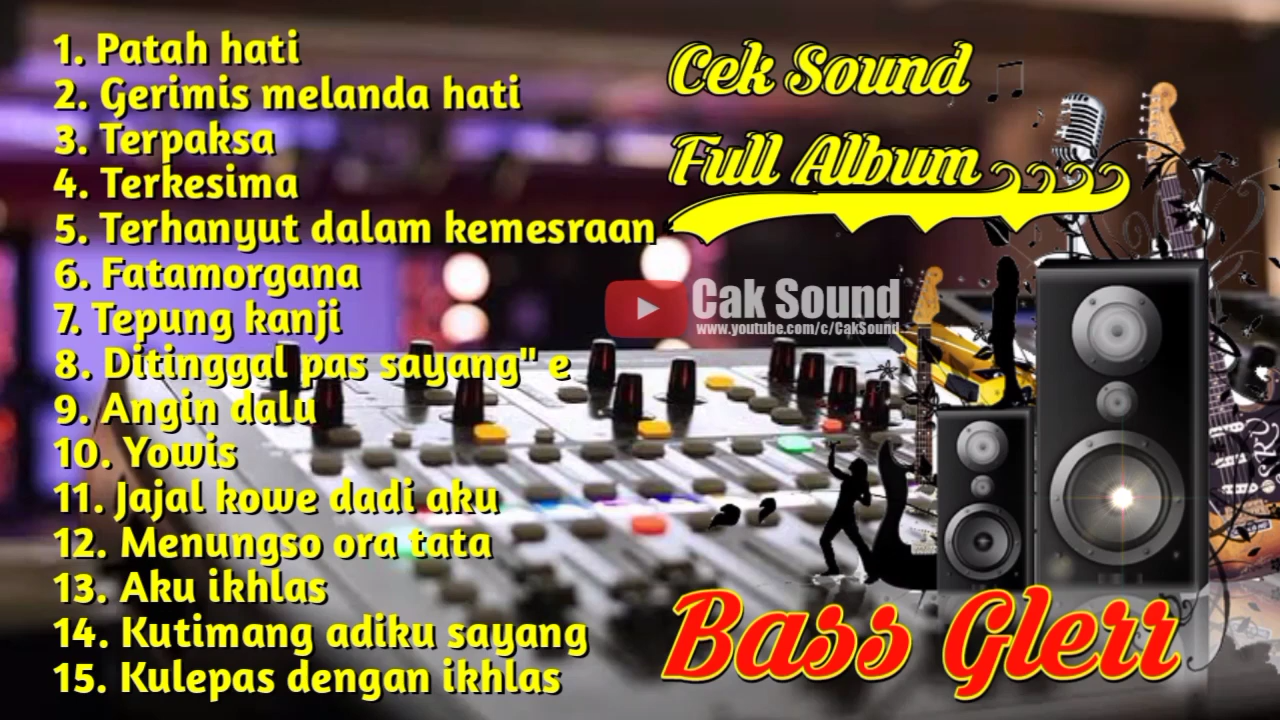 1. Patah hati
2. Gerimis melanda hati
3. Terpaksa
4. Terkesima
5. Terhanyut dalam kemesraan
6. Fatamorgana
7. Tepung kanji
8. Ditinggal pas sayang" e
9. Angin dalu
10. Yowis
11. Jajal kowe dadi aku
12. Menungso ora tata
13. Aku ikhlas
14. Kutimang adiku sayang
15. Kulepas dengan ikhlas
Cek Sound
Full Album
Cak Sound
www.youtube.com/c/CakSound
Bass Glerr